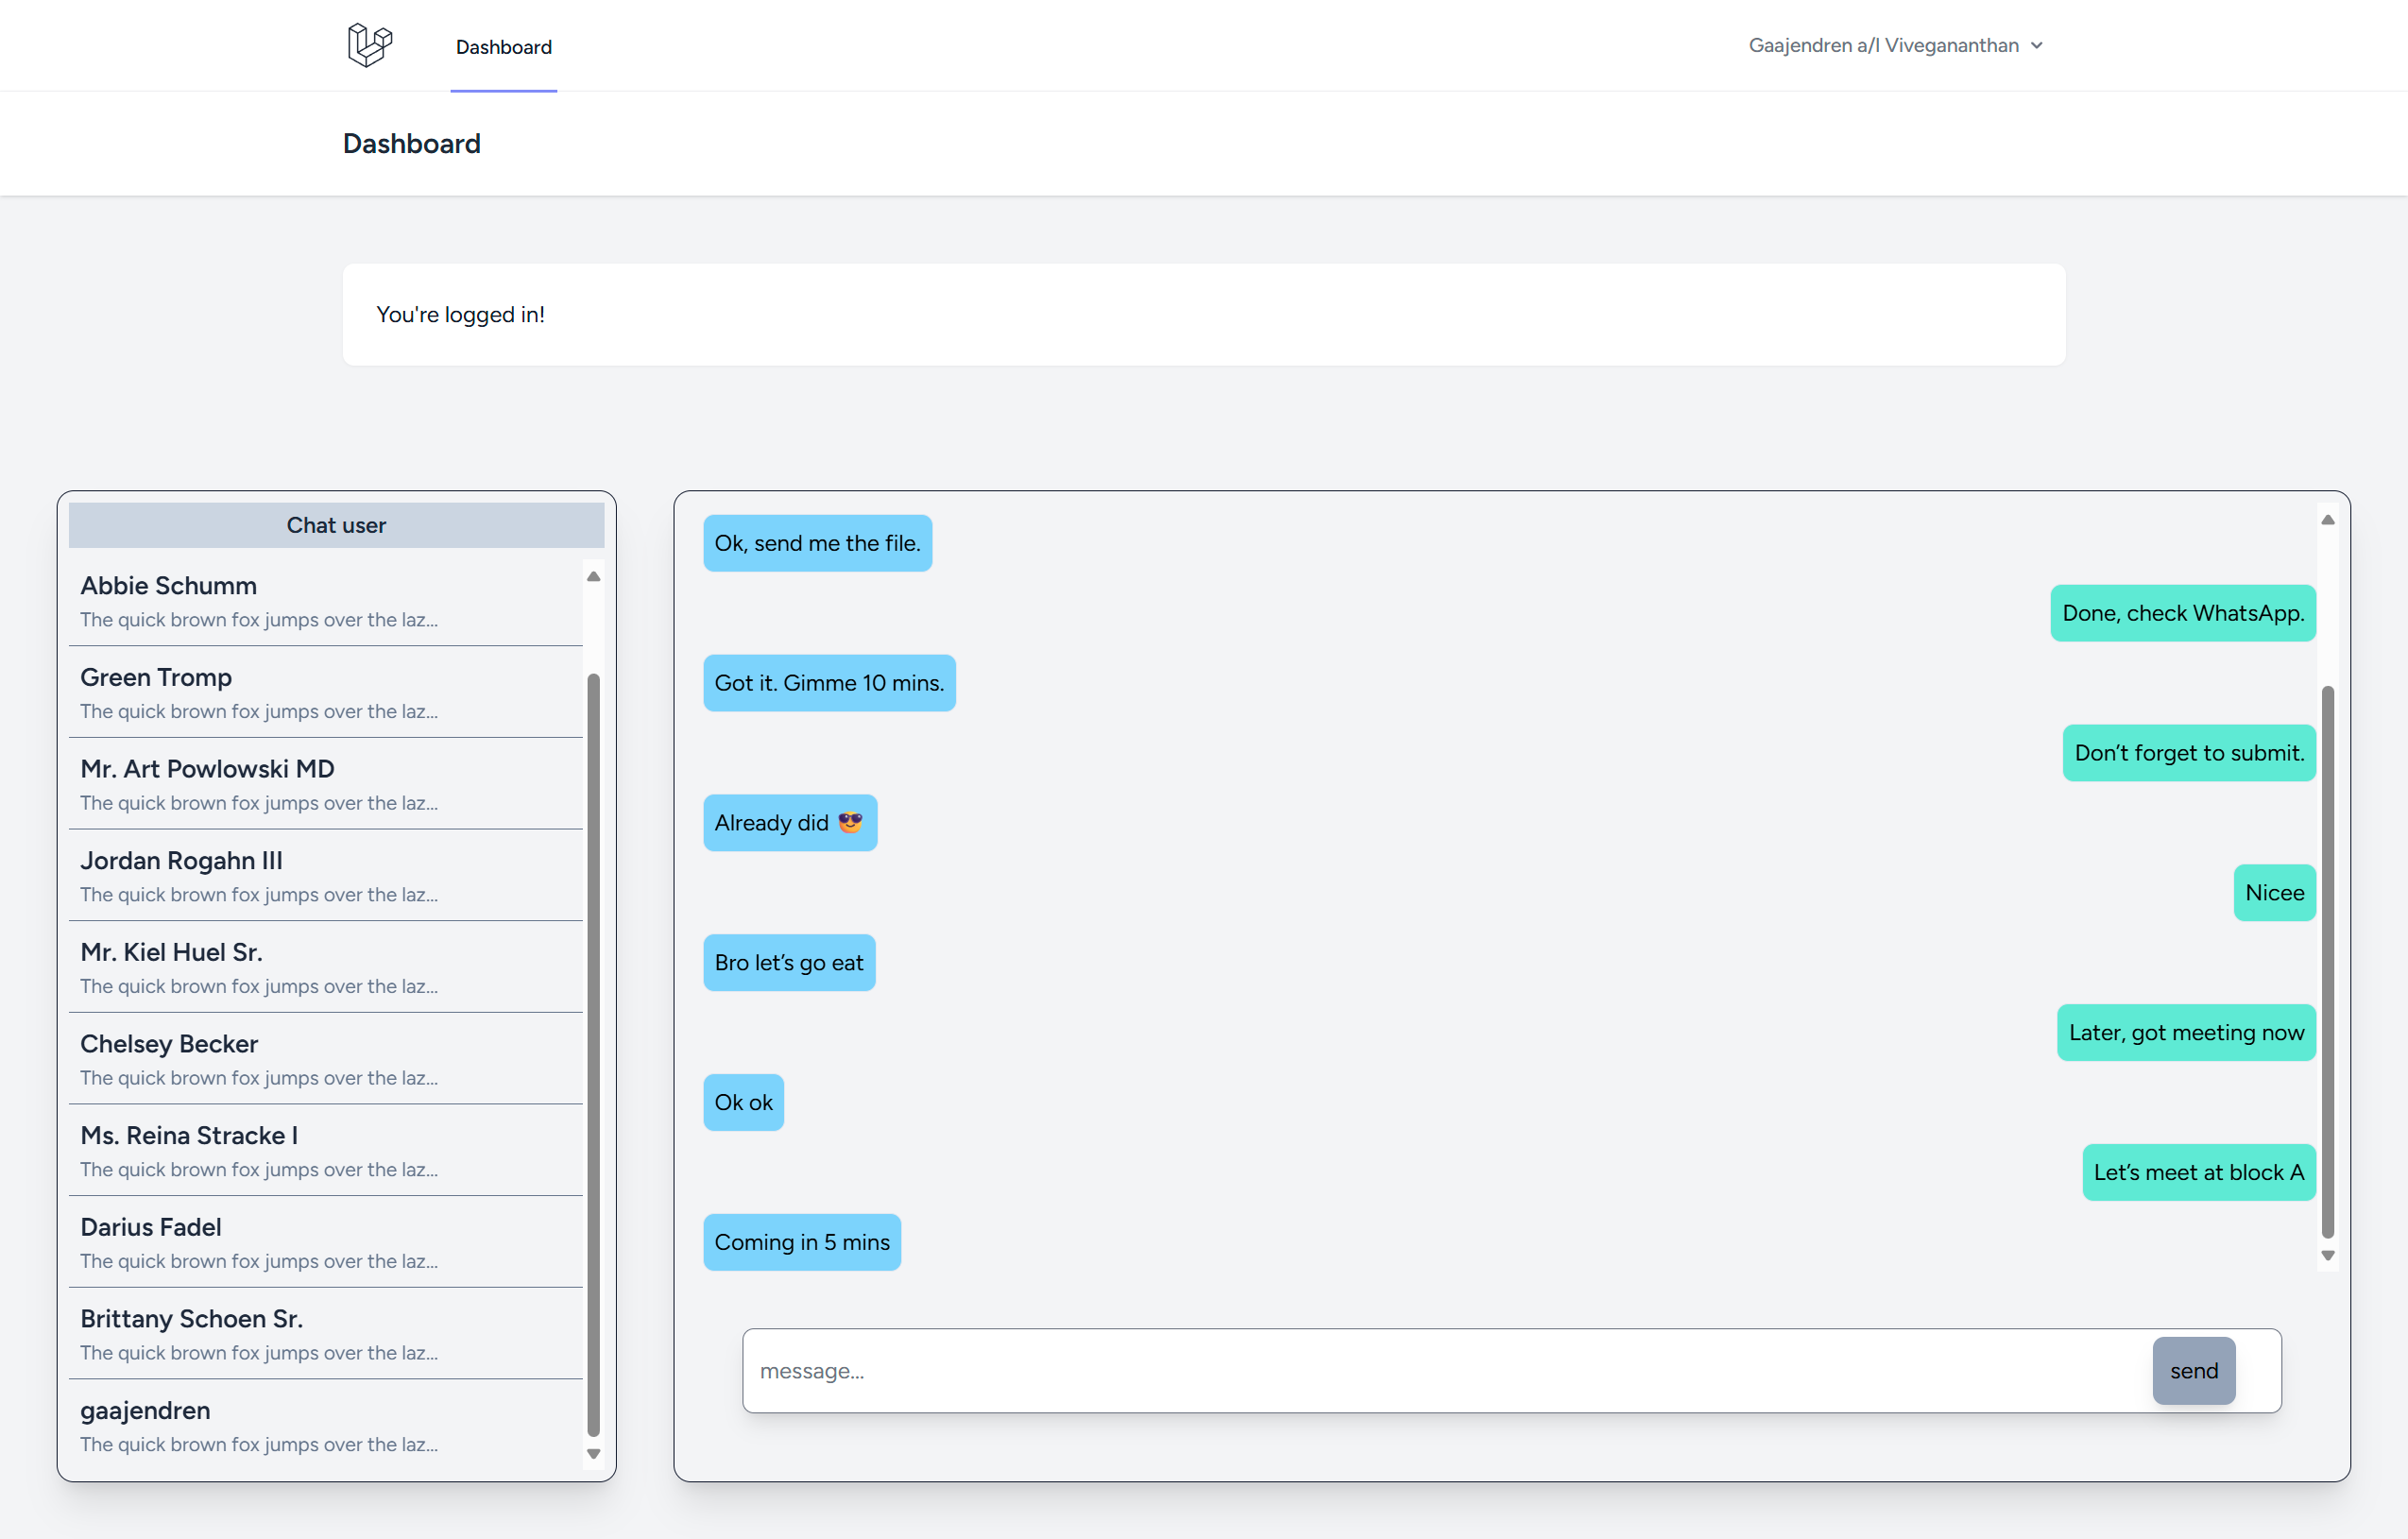 Dashboard
Gaajendren a/l Vivegananthan
Dashboard
You're logged in!
Chat user
Abbie Schumm
The quick brown fox jumps over the laz...
Green Tromp
The quick brown fox jumps over the laz...
Mr. Art Powlowski MD
The quick brown fox jumps over the laz...
Jordan Rogahn III
The quick brown fox jumps over the laz...
Mr. Kiel Huel Sr.
The quick brown fox jumps over the laz...
Chelsey Becker
The quick brown fox jumps over the laz...
Ms. Reina Stracke I
The quick brown fox jumps over the laz...
Darius Fadel
The quick brown fox jumps over the laz...
Brittany Schoen Sr.
The quick brown fox jumps over the laz...
gaajendren
The quick brown fox jumps over the laz...
Ok, send me the file.
Done, check WhatsApp.
Got it. Gimme 10 mins.
Don’t forget to submit.
Already did 😎
Nicee
Bro let’s go eat
Later, got meeting now
Ok ok
Let’s meet at block A
Coming in 5 mins
message...
send